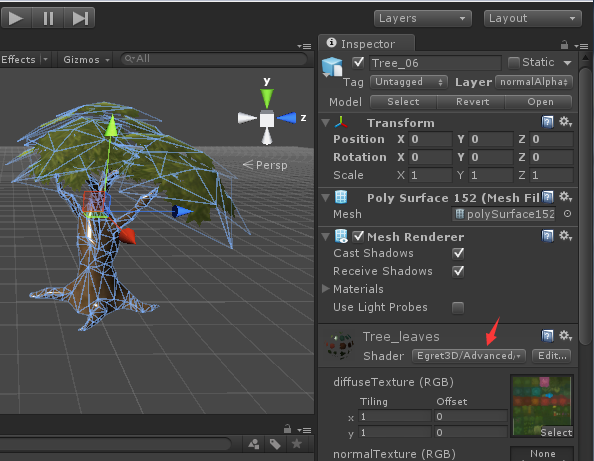 Layers
Layout
Effects
Gizmos
All
y
z
Persp
Inspector
Tree_06
Static
Tag
Untagged
Layer
normalAlpha
Model
Select
Revert
Open
Transform
Position X 0 Y 0 Z 0
Rotation X 0 Y 0 Z 0
Scale X 1 Y 1 Z 1
Poly Surface 152 (Mesh Fil
Mesh
polySurface152
Mesh Renderer
Cast Shadows
Receive Shadows
Materials
Use Light Probes
Tree_leaves
Shader
Egret3D/Advanced/
Edit...
diffuseTexture (RGB)
Tiling
Offset
x 1 0
y 1 0
Select
normalTexture (RGB)
None